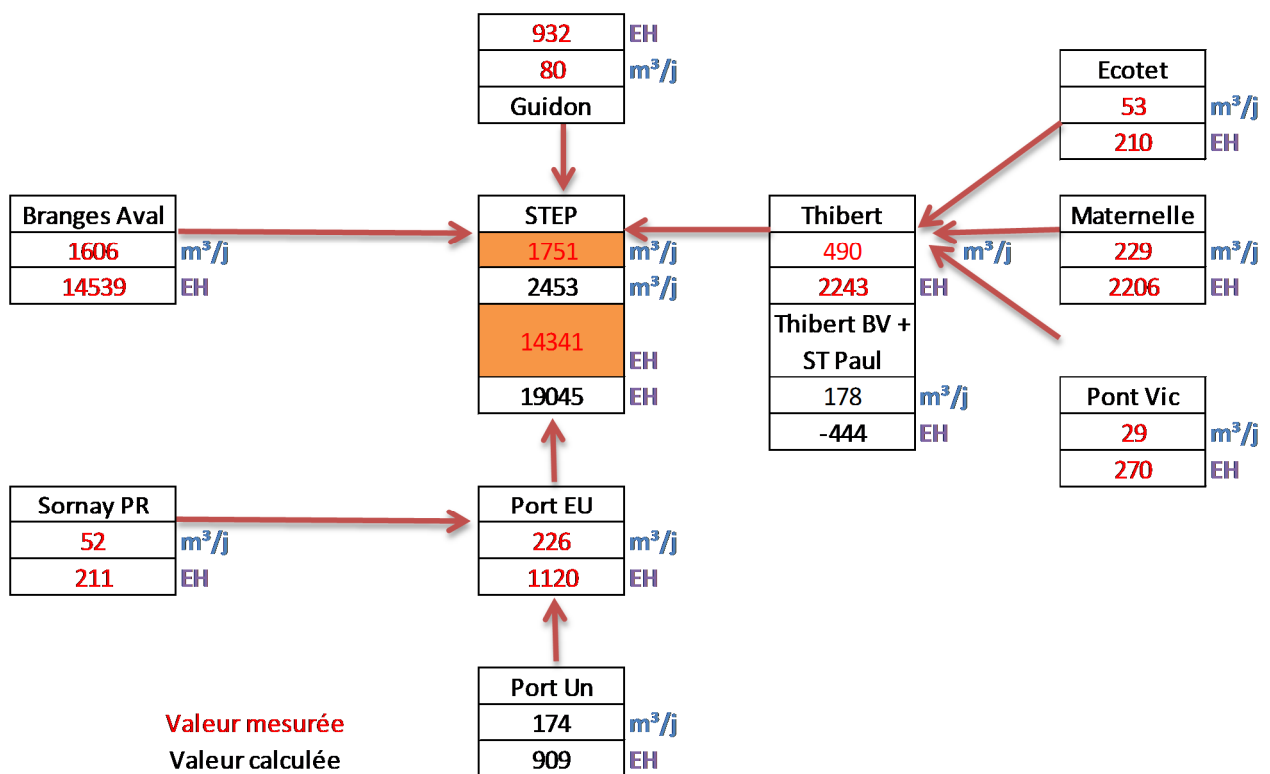 932 EH
80 m³/j
Guidon
Ecotet
53 m³/j
210 EH
Branges Aval
1606 m³/j
14539 EH
STEP
1751 m³/j
2453 m³/j
14341 EH
19045 EH
Thibert
490 m³/j
2243 EH
Thibert BV +
ST Paul
178 m³/j
-444 EH
Maternelle
229 m³/j
2206 EH
Pont Vic
29 m³/j
270 EH
Sornay PR
52 m³/j
211 EH
Port EU
226 m³/j
1120 EH
Port Un
174 m³/j
909 EH
Valeur mesurée
Valeur calculée